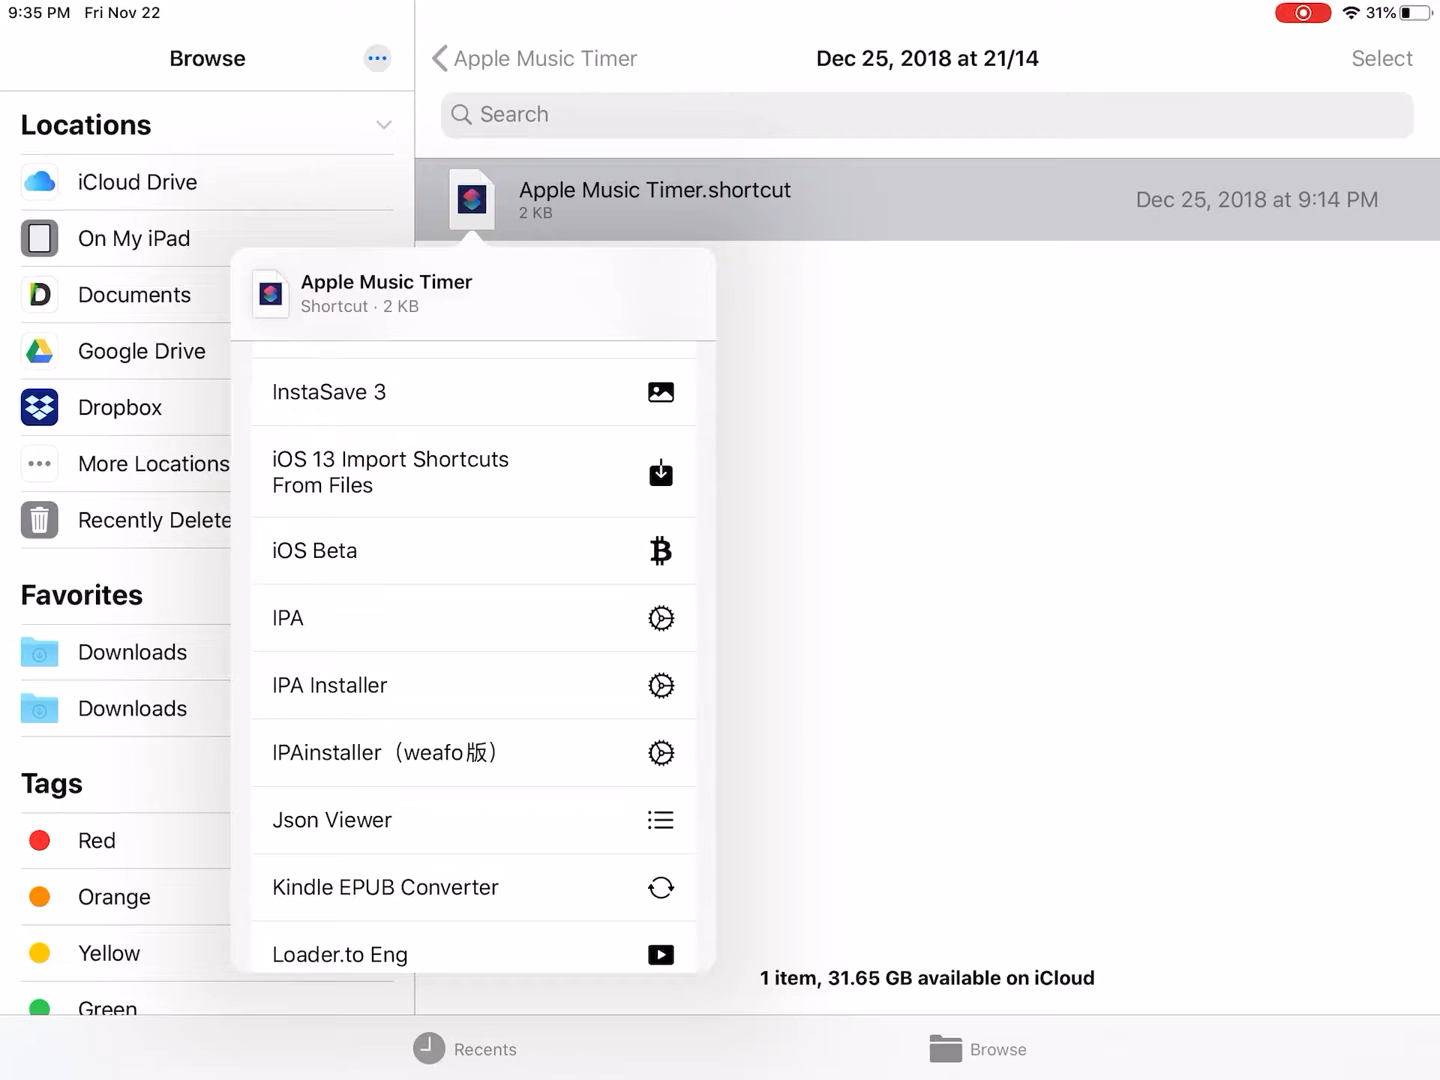 9:35 PM Fri Nov 22
31%
Browse
Apple Music Timer
Dec 25, 2018 at 21/14
Select
Search
Locations
iCloud Drive
On My iPad
Documents
Google Drive
Dropbox
More Locations
Recently Delete
Favorites
Downloads
Downloads
Tags
Red
Orange
Yellow
Green
Apple Music Timer.shortcut
2 KB
Dec 25, 2018 at 9:14 PM
Apple Music Timer
Shortcut · 2 KB
InstaSave 3
iOS 13 Import Shortcuts
From Files
iOS Beta
IPA
IPA Installer
IPAinstaller（weafo版）
Json Viewer
Kindle EPUB Converter
Loader.to Eng
1 item, 31.65 GB available on iCloud
Recents
Browse